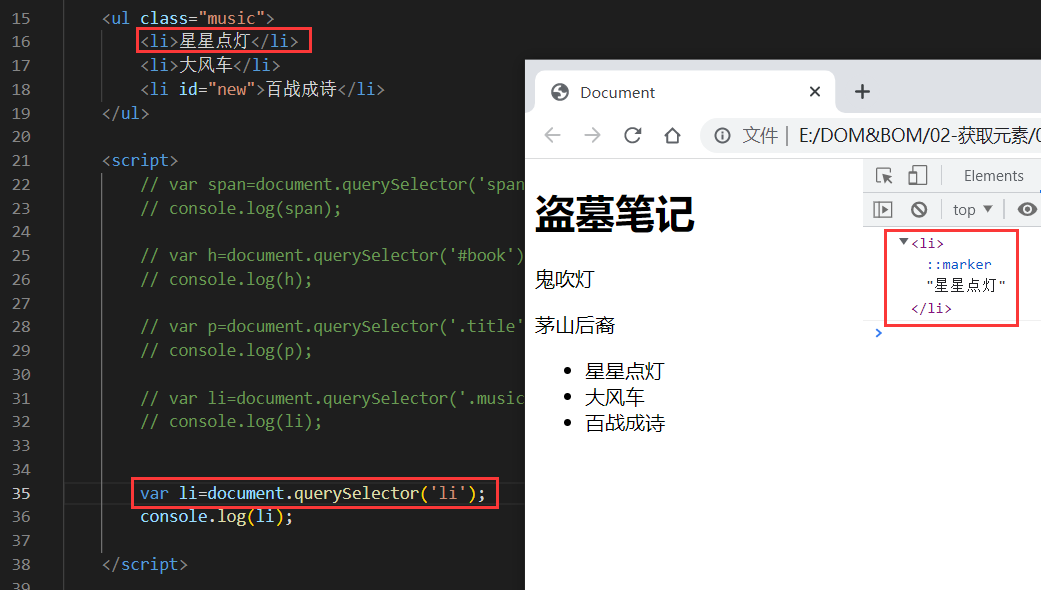 15 <ul class="music">
16 <li>星星点灯</li>
17 <li>大风车</li>
18 <li id="new">百战成诗</li>
19 </ul>
20
21 <script>
22 // var span=document.querySelector('span
23 // console.log(span);
24
25 // var h=document.querySelector('#book')
26 // console.log(h);
27
28 // var p=document.querySelector('.title'
29 // console.log(p);
30
31 // var li=document.querySelector('.music
32 // console.log(li);
33
34
35 var li=document.querySelector('li');
36 console.log(li);
37
38 </script>
39
Document
文件 | E:/DOM&BOM/02-获取元素/0
Elements
top
盗墓笔记
鬼吹灯
茅山后裔
星星点灯
大风车
百战成诗
<li>
::marker
"星星点灯"
</li>